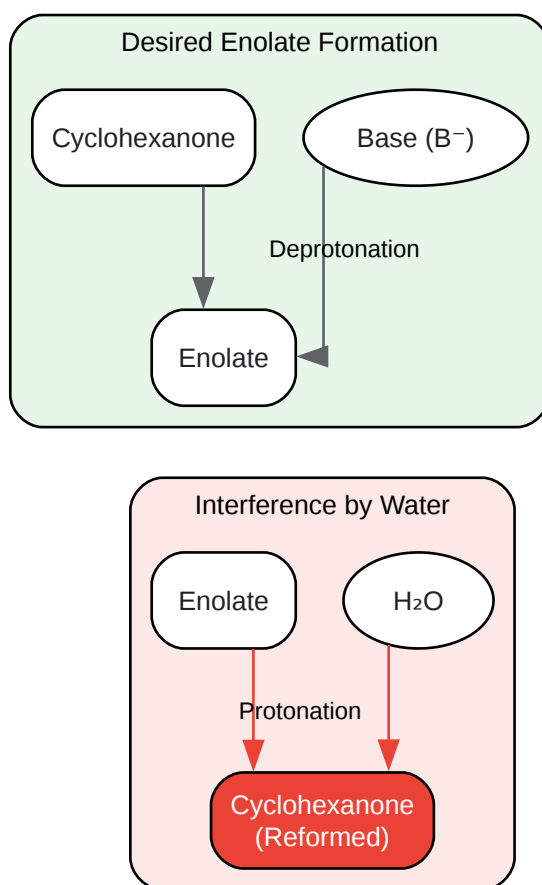 Desired Enolate Formation
Cyclohexanone
Base (B⁻)
Deprotonation
Enolate
Interference by Water
Enolate
H₂O
Protonation
Cyclohexanone
(Reformed)